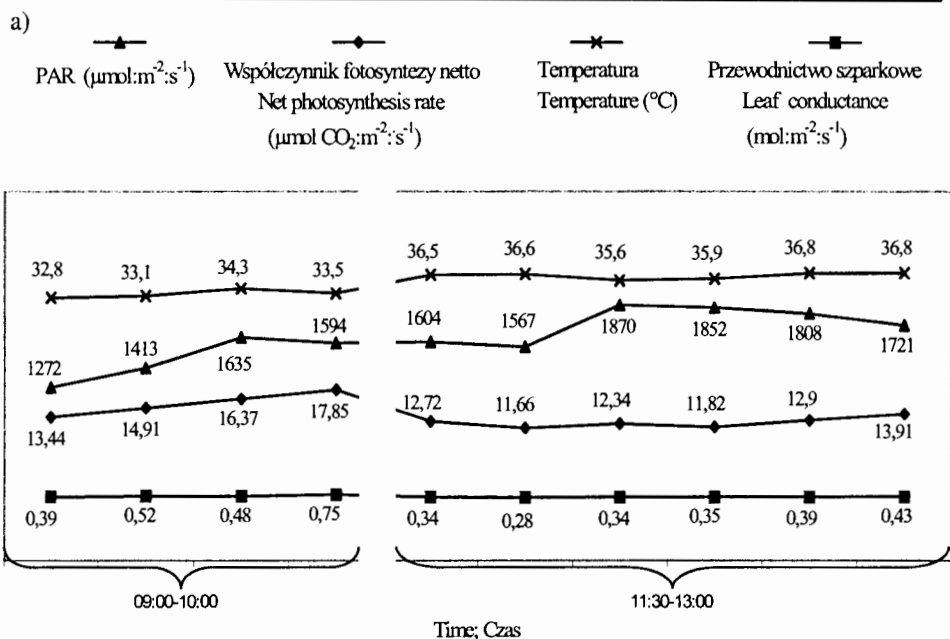 a)
PAR (µmol:m⁻²:s⁻¹)
Współczynnik fotosyntezy netto
Net photosynthesis rate
(µmol CO₂:m⁻²:s⁻¹)
Temperatura
Temperature (°C)
Przewodnictwo szparkowe
Leaf conductance
(mol:m⁻²:s⁻¹)
32,8 33,1 34,3 33,5 36,5 36,6 35,6 35,9 36,8 36,8
1272 1413 1635 1594 1604 1567 1870 1852 1808 1721
13,44 14,91 16,37 17,85 12,72 11,66 12,34 11,82 12,9 13,91
0,39 0,52 0,48 0,75 0,34 0,28 0,34 0,35 0,39 0,43
09:00-10:00 11:30-13:00
Time; Czas